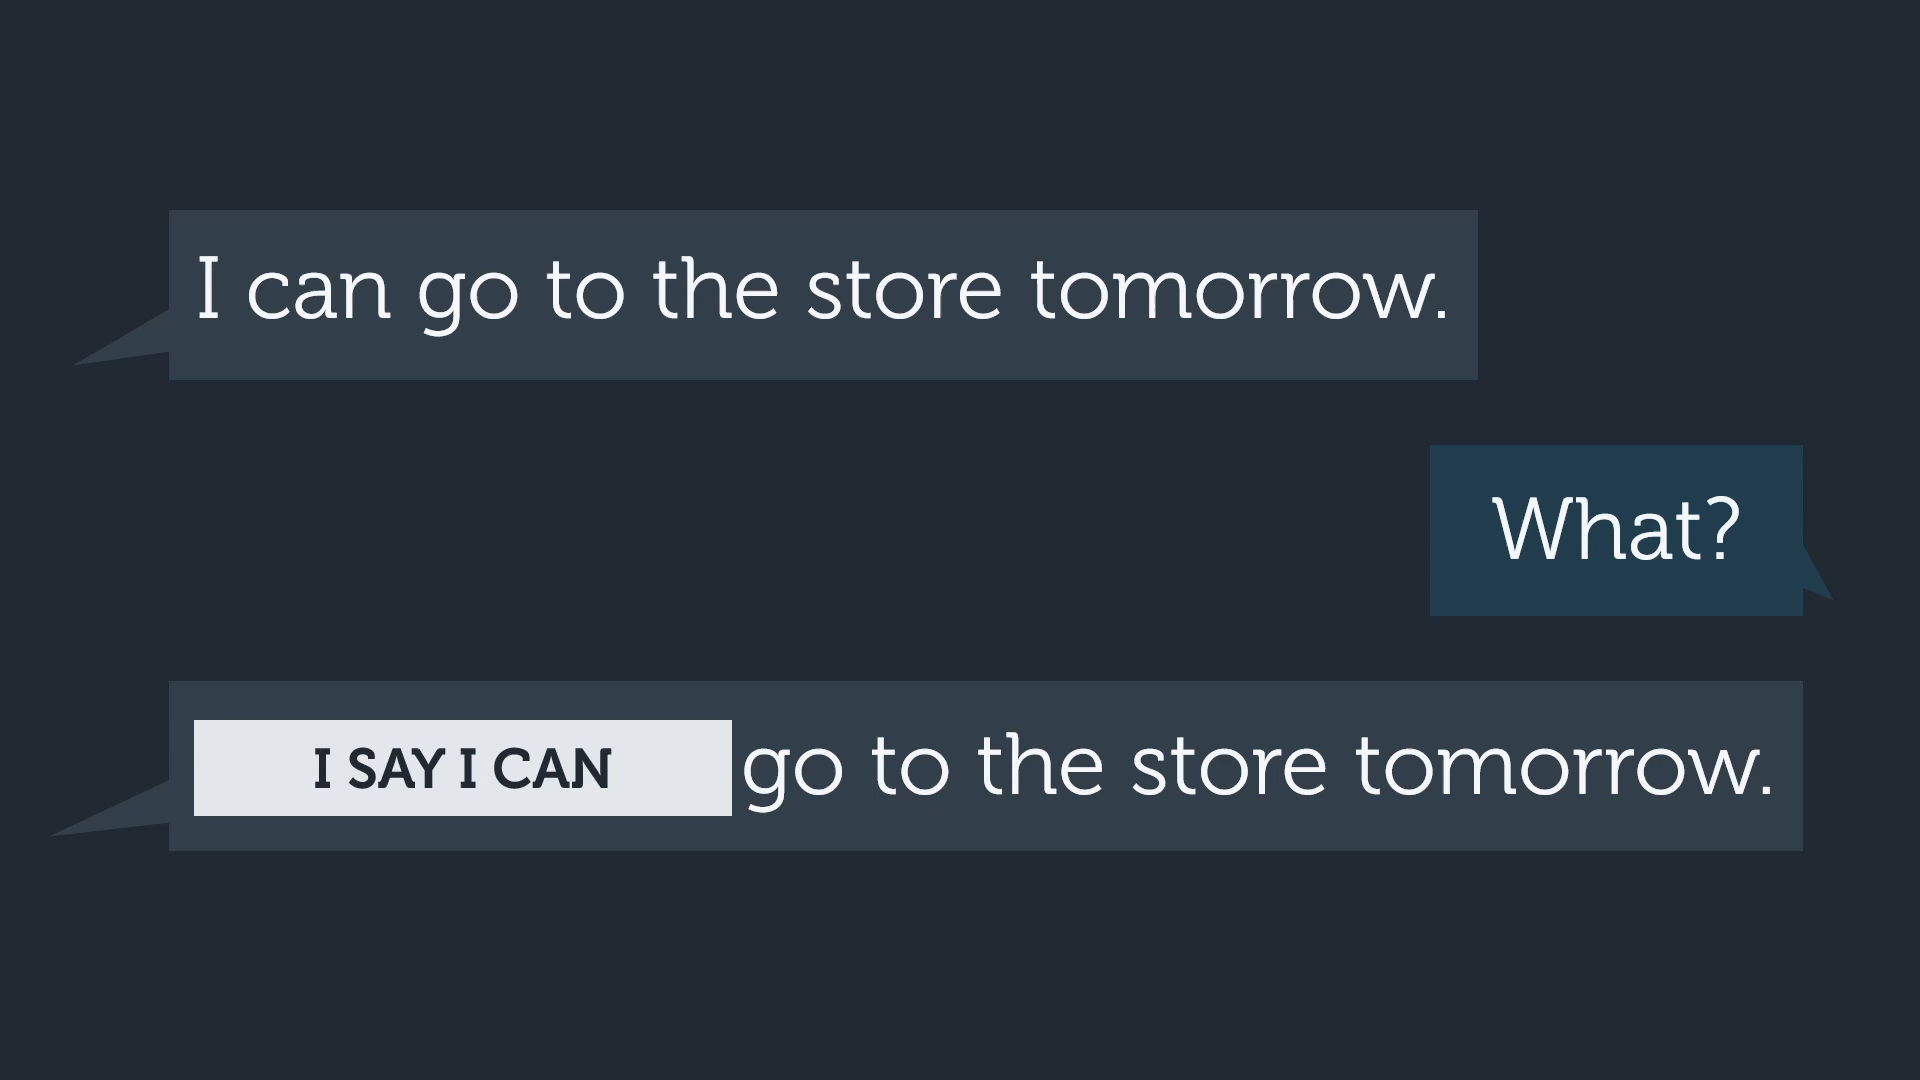 I can go to the store tomorrow.
What?
I SAY I CAN go to the store tomorrow.